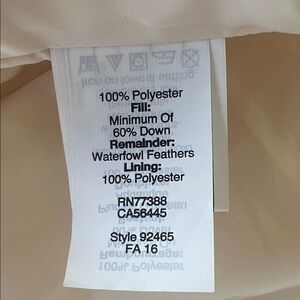 100% Polyester
Fill:
Minimum Of
60% Down
Remainder:
Waterfowl Feathers
Lining:
100% Polyester
RN77388
CA56445
Style 92465
FA 16